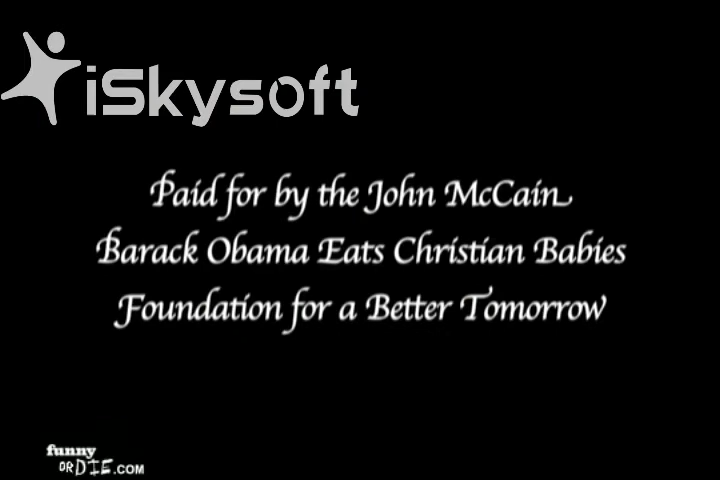 iSkysoft
Paid for by the John McCain
Barack Obama Eats Christian Babies
Foundation for a Better Tomorrow
funny
OR DIE.COM